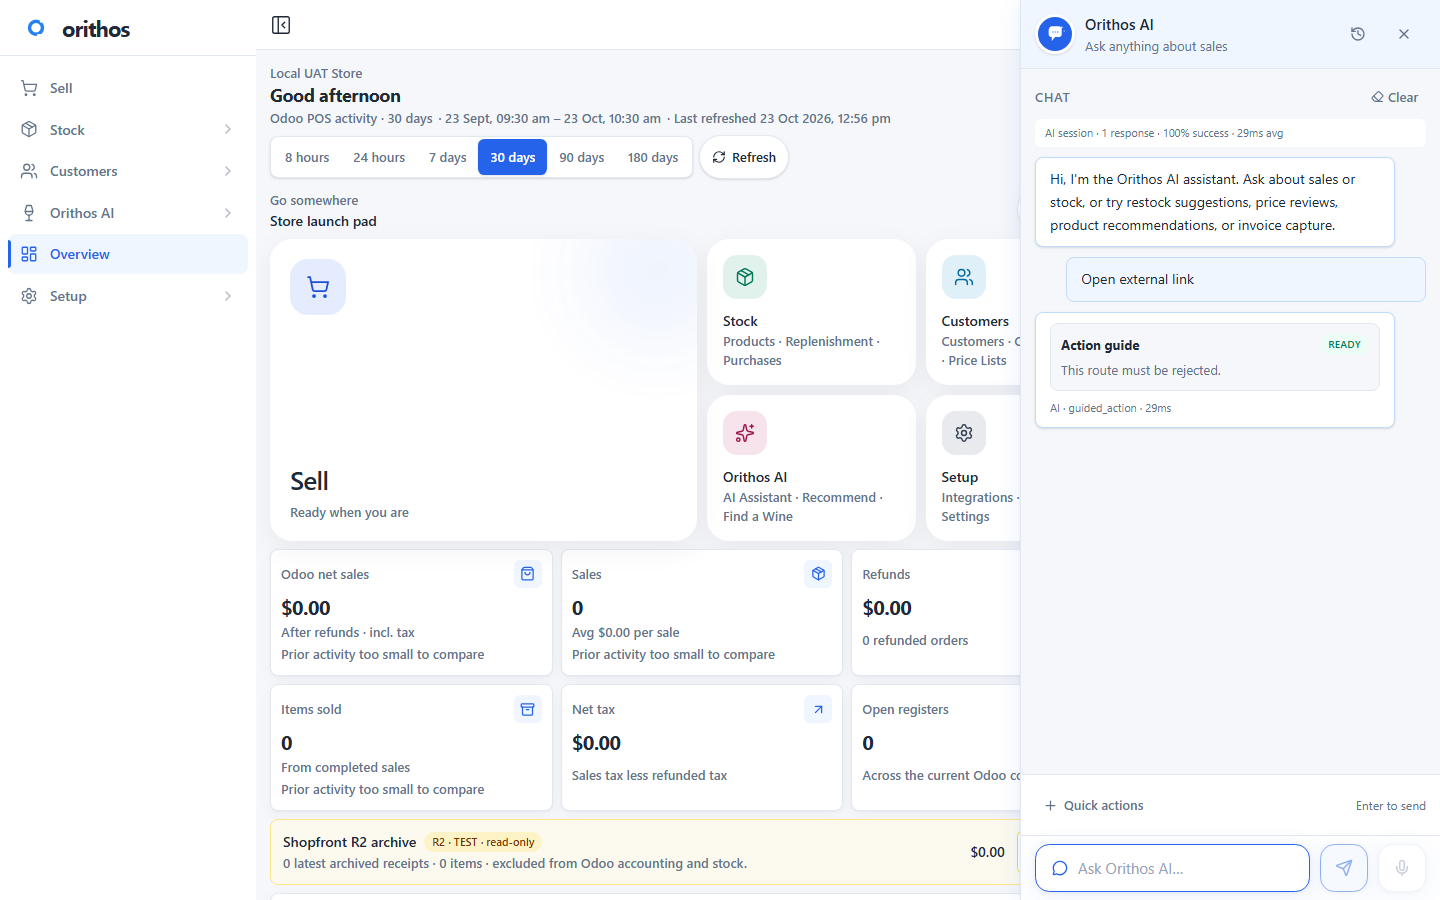 orithos
Sell
Stock
Customers
Orithos AI
Overview
Setup
Local UAT Store
Good afternoon
Odoo POS activity · 30 days · 23 Sept, 09:30 am – 23 Oct, 10:30 am · Last refreshed 23 Oct 2026, 12:56 pm
8 hours 24 hours 7 days 30 days 90 days 180 days Refresh
Go somewhere
Store launch pad
Sell
Ready when you are
Stock
Products · Replenishment ·
Purchases
Customers
Customers ·
· Price Lists
Orithos AI
AI Assistant · Recommend ·
Find a Wine
Setup
Integrations ·
Settings
Odoo net sales
$0.00
After refunds · incl. tax
Prior activity too small to compare
Sales
0
Avg $0.00 per sale
Prior activity too small to compare
Refunds
$0.00
0 refunded orders
Items sold
0
From completed sales
Prior activity too small to compare
Net tax
$0.00
Sales tax less refunded tax
Open registers
0
Across the current Odoo
Shopfront R2 archive R2 · TEST · read-only
0 latest archived receipts · 0 items · excluded from Odoo accounting and stock.
$0.00
Orithos AI
Ask anything about sales
CHAT
Clear
AI session · 1 response · 100% success · 29ms avg
Hi, I'm the Orithos AI assistant. Ask about sales or
stock, or try restock suggestions, price reviews,
product recommendations, or invoice capture.
Open external link
Action guide READY
This route must be rejected.
AI · guided_action · 29ms
Quick actions
Enter to send
Ask Orithos AI...